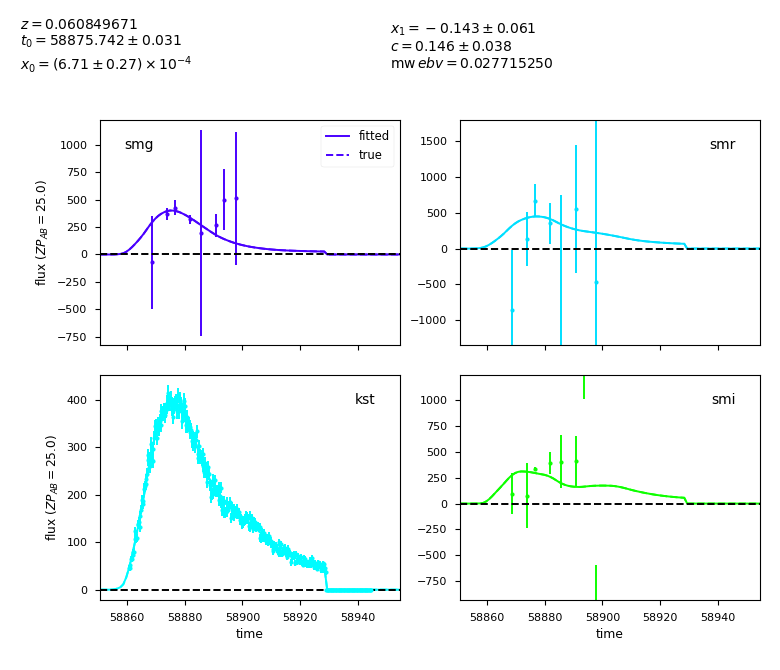 z = 0.060849671
t₀ = 58875.742 ± 0.031
x₀ = (6.71 ± 0.27) × 10⁻⁴
x₁ = −0.143 ± 0.061
c = 0.146 ± 0.038
mw ebv = 0.027715250
smg
fitted
true
1000
750
500
250
0
−250
−500
−750
flux (ZP_AB = 25.0)
smr
1500
1000
500
0
−500
−1000
kst
400
300
200
100
0
flux (ZP_AB = 25.0)
58860 58880 58900 58920 58940
time
smi
1000
750
500
250
0
−250
−500
−750
58860 58880 58900 58920 58940
time